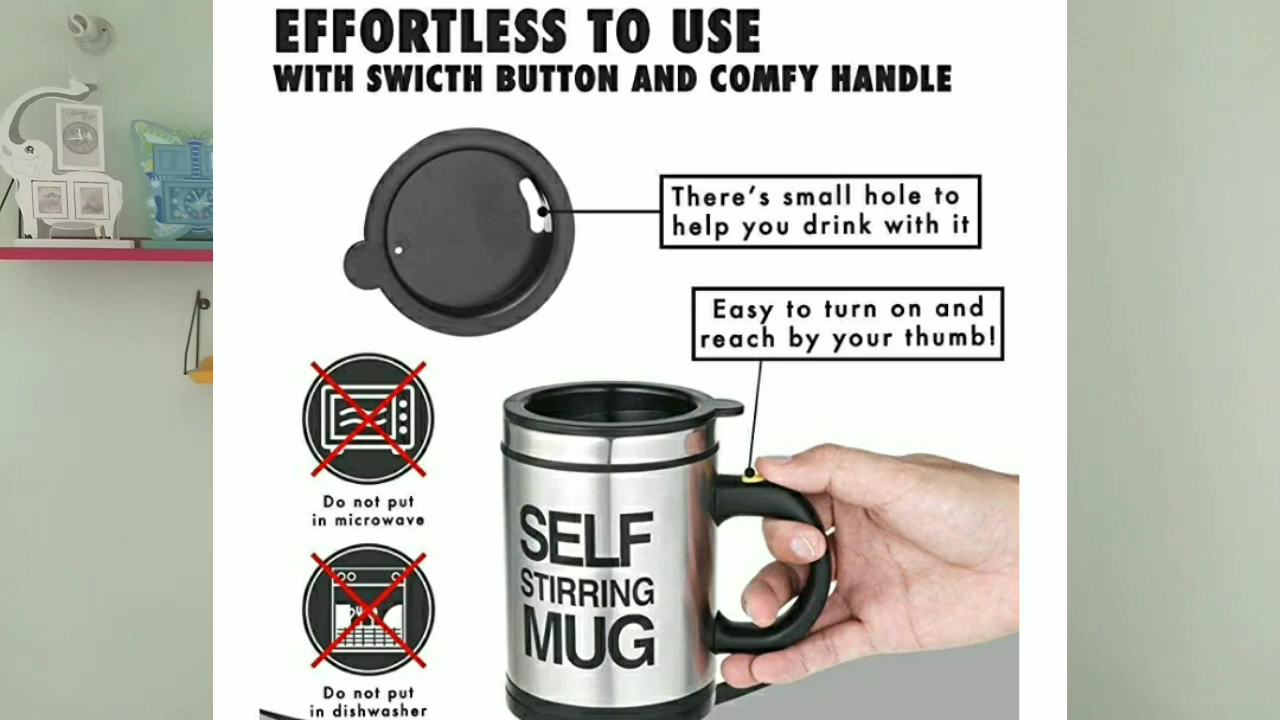 EFFORTLESS TO USE
WITH SWICTH BUTTON AND COMFY HANDLE
There's small hole to
help you drink with it
Easy to turn on and
reach by your thumb!
Do not put
in microwave
SELF
STIRRING
MUG
Do not put
in dishwasher